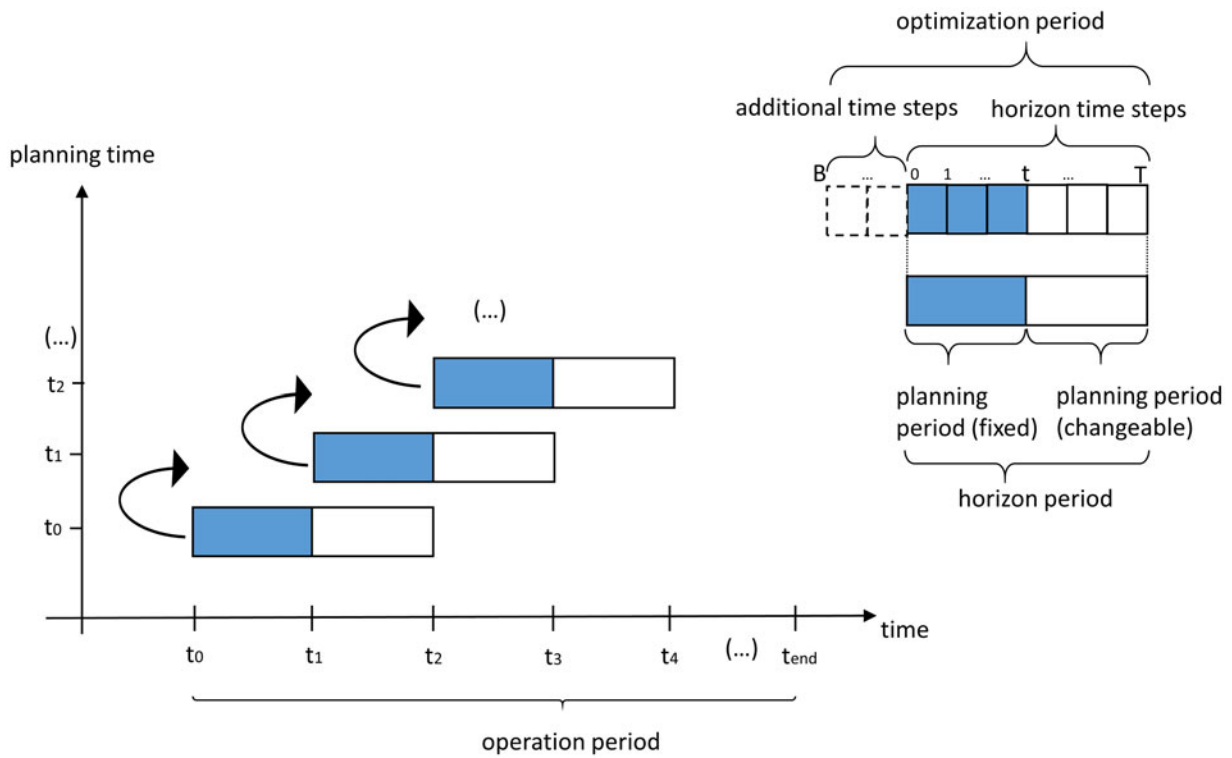 optimization period
additional time steps
horizon time steps
planning time
B ... 0 1 ... t ... T
(...)
(...)
t2
t1
t0
planning
period (fixed)
planning period
(changeable)
horizon period
time
t0 t1 t2 t3 t4 (...) tend
operation period